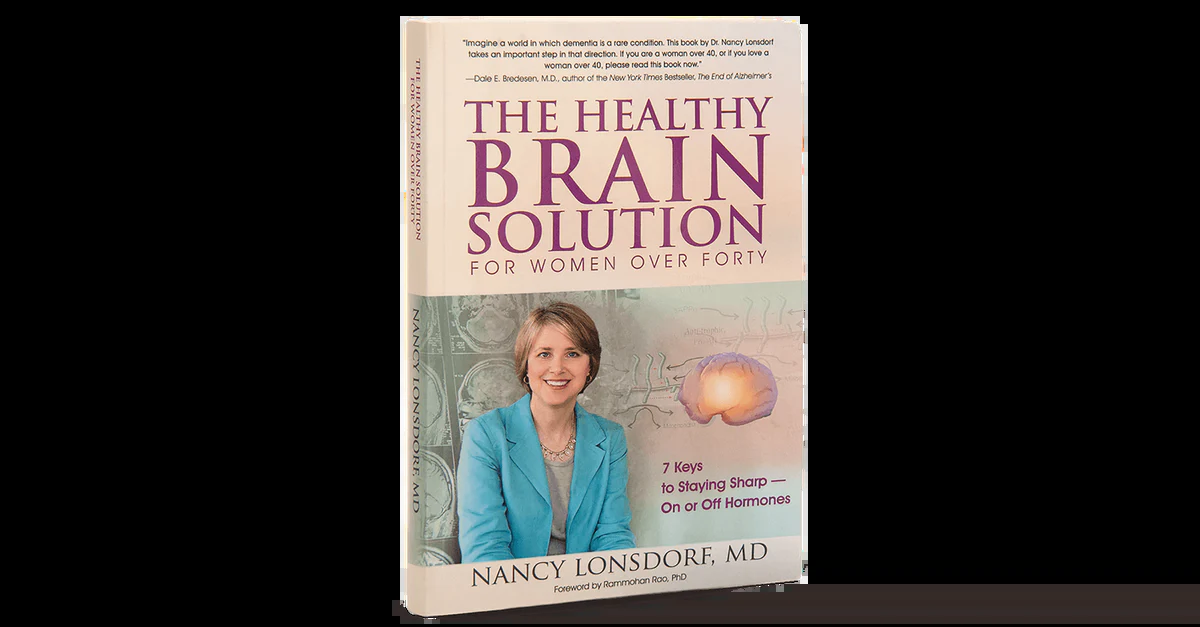 "Imagine a world in which dementia is a rare condition. This book by Dr. Nancy Lonsdorf
takes an important step in that direction. If you are a woman over 40, or if you love a
woman over 40, please read this book now."
—Dale E. Bredesen, M.D., author of the New York Times Bestseller, The End of Alzheimer's
THE HEALTHY
BRAIN
SOLUTION
FOR WOMEN OVER FORTY
7 Keys
to Staying Sharp —
On or Off Hormones
NANCY LONSDORF, MD
Foreword by Rammohan Rao, PhD
THE HEALTHY BRAIN SOLUTION
FOR WOMEN OVER FORTY
NANCY LONSDORF, MD